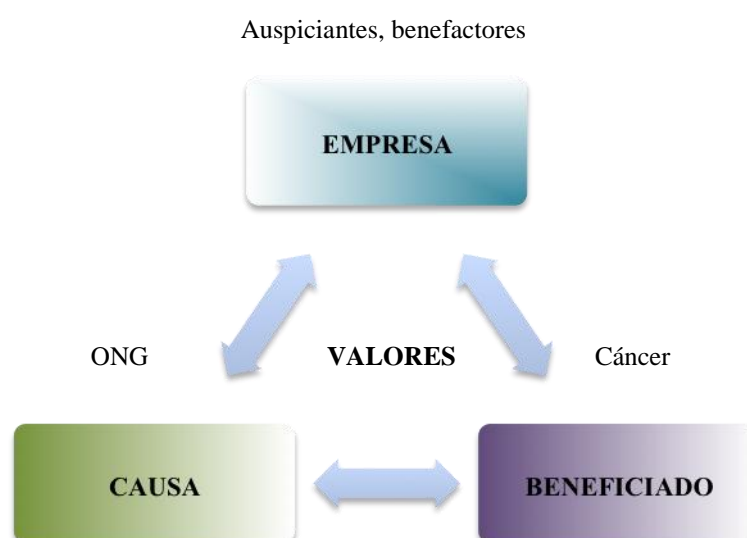 Auspiciantes, benefactores
EMPRESA
ONG VALORES Cáncer
CAUSA BENEFICIADO